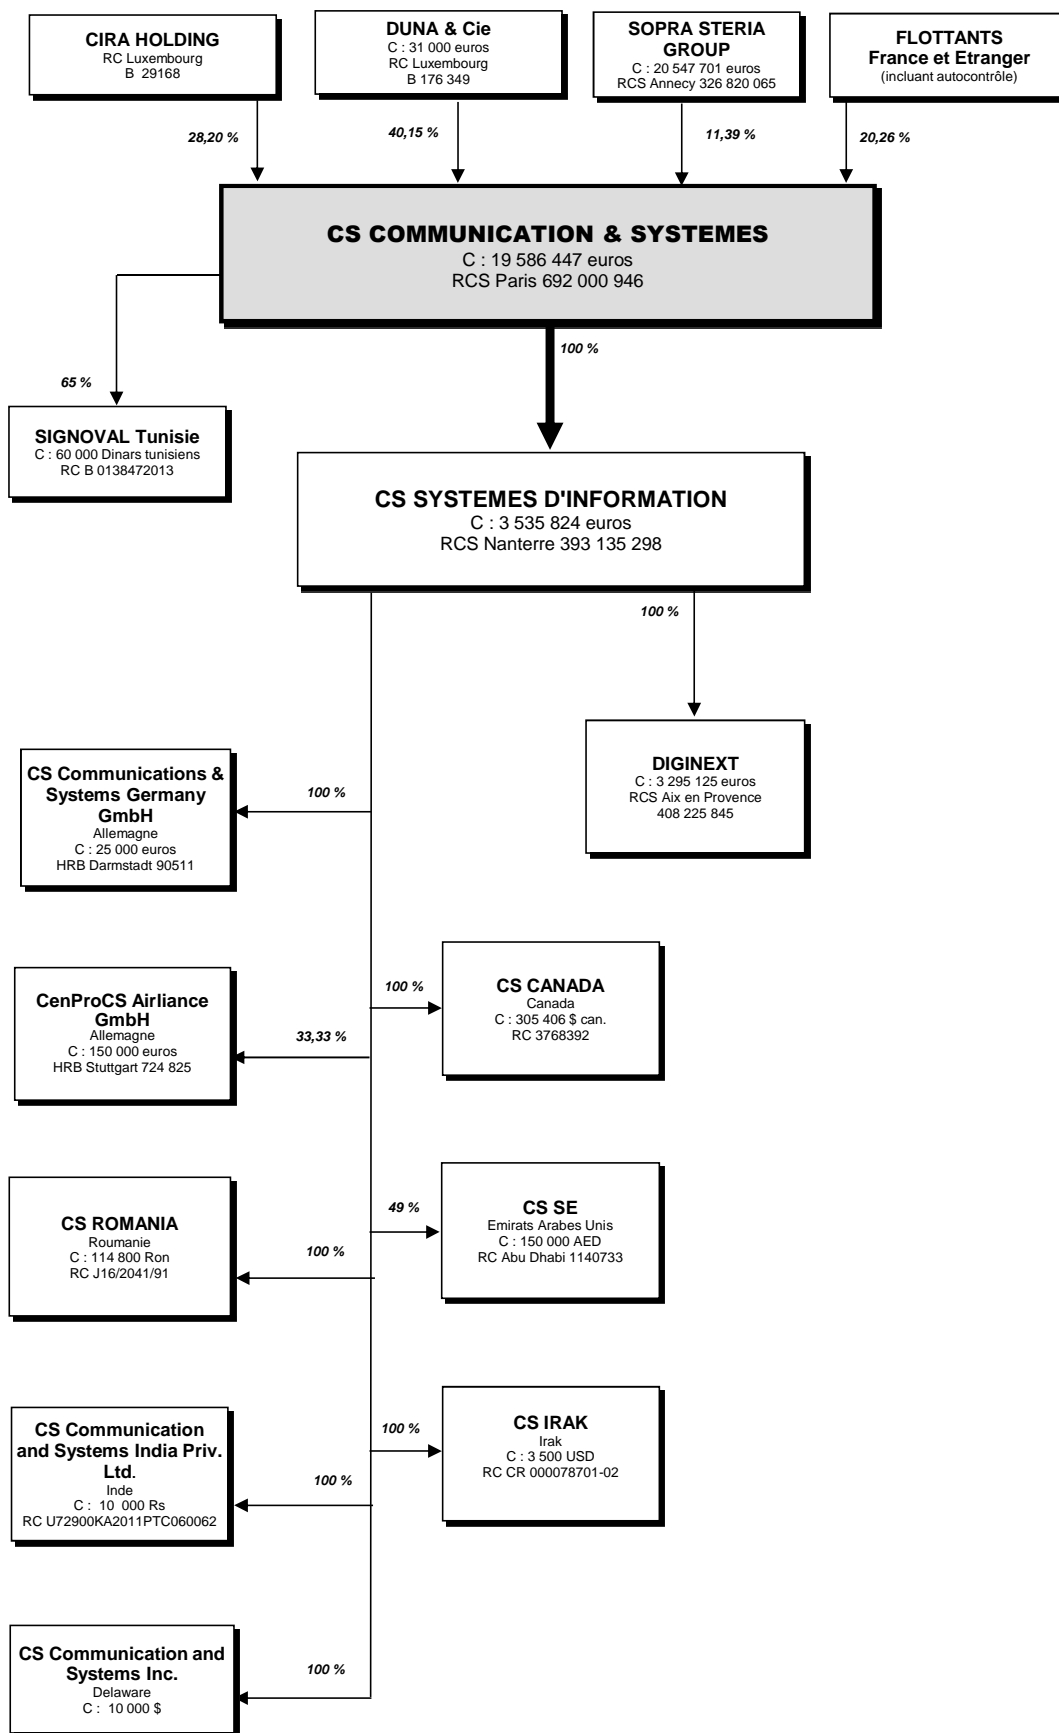 CIRA HOLDING
RC Luxembourg
B 29168
DUNA & Cie
C : 31 000 euros
RC Luxembourg
B 176 349
SOPRA STERIA
GROUP
C : 20 547 701 euros
RCS Annecy 326 820 065
FLOTTANTS
France et Etranger
(incluant autocontrôle)
28,20 %
40,15 %
11,39 %
20,26 %
CS COMMUNICATION & SYSTEMES
C : 19 586 447 euros
RCS Paris 692 000 946
100 %
65 %
SIGNOVAL Tunisie
C : 60 000 Dinars tunisiens
RC B 0138472013
CS SYSTEMES D'INFORMATION
C : 3 535 824 euros
RCS Nanterre 393 135 298
100 %
DIGINEXT
C : 3 295 125 euros
RCS Aix en Provence
408 225 845
CS Communications &
Systems Germany
GmbH
Allemagne
C : 25 000 euros
HRB Darmstadt 90511
100 %
CenProCS Airliance
GmbH
Allemagne
C : 150 000 euros
HRB Stuttgart 724 825
33,33 %
100 %
CS CANADA
Canada
C : 305 406 $ can.
RC 3768392
CS ROMANIA
Roumanie
C : 114 800 Ron
RC J16/2041/91
100 %
49 %
CS SE
Emirats Arabes Unis
C : 150 000 AED
RC Abu Dhabi 1140733
CS Communication
and Systems India Priv.
Ltd.
Inde
C : 10 000 Rs
RC U72900KA2011PTC060062
100 %
100 %
CS IRAK
Irak
C : 3 500 USD
RC CR 000078701-02
CS Communication and
Systems Inc.
Delaware
C : 10 000 $
100 %